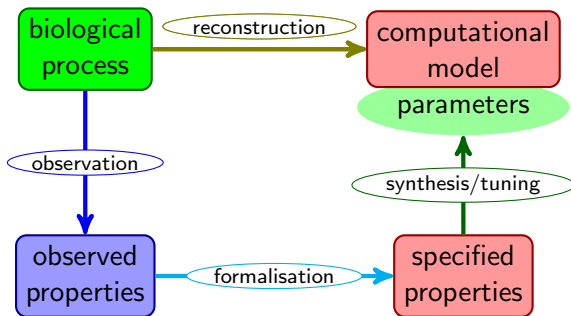 biological
process
reconstruction
computational
model
parameters
observation
synthesis/tuning
observed
properties
formalisation
specified
properties